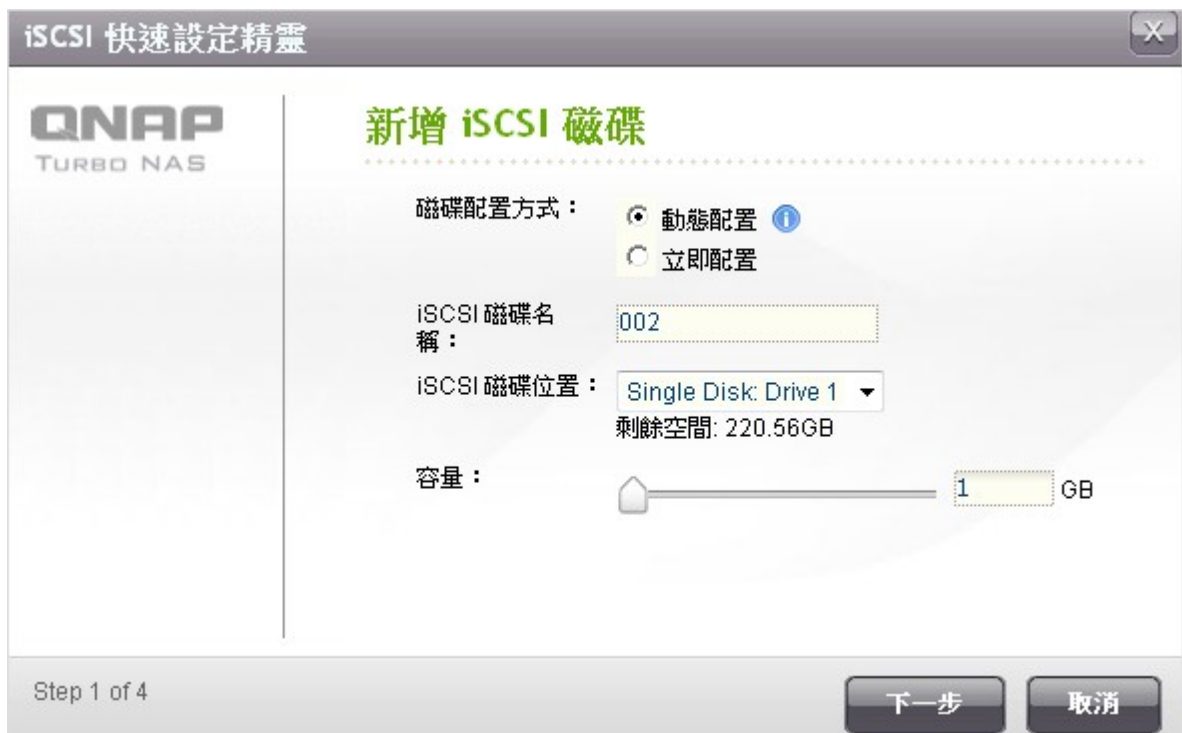 iSCSI 快速設定精靈
X
QNAP
TURBO NAS
新增 iSCSI 磁碟
磁碟配置方式：
動態配置 i
立即配置
iSCSI 磁碟名
稱：
002
iSCSI 磁碟位置：
Single Disk: Drive 1
剩餘空間: 220.56GB
容量：
1 GB
Step 1 of 4
下一步
取消